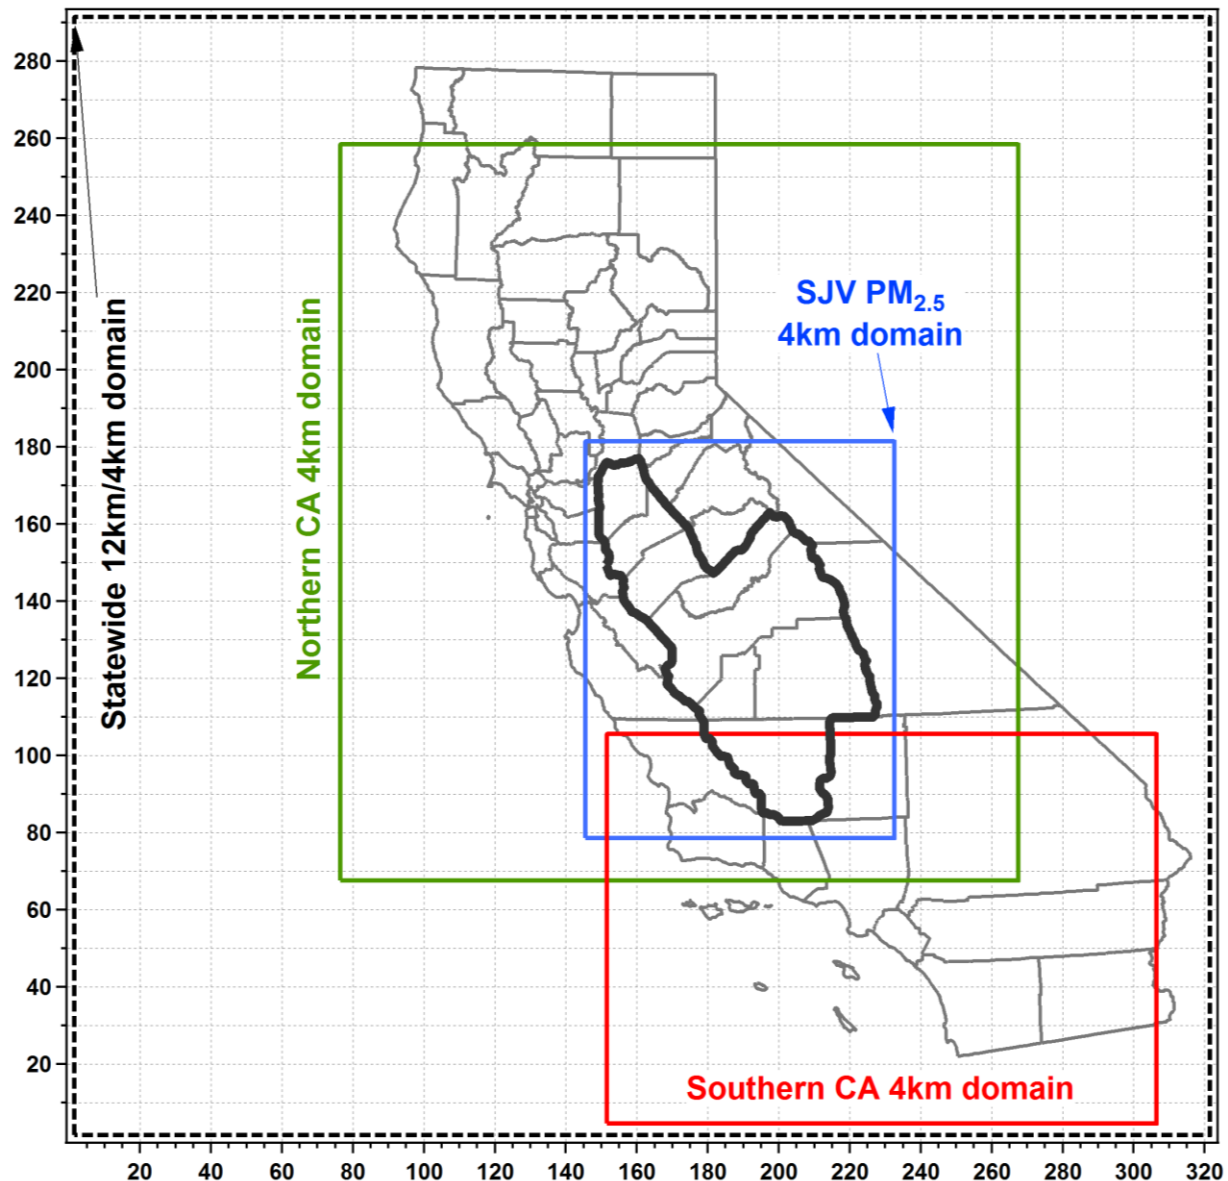 280
260
240
220
200
180
160
140
120
100
80
60
40
20
Statewide 12km/4km domain
Northern CA 4km domain
SJV PM2.5
4km domain
Southern CA 4km domain
20 40 60 80 100 120 140 160 180 200 220 240 260 280 300 320